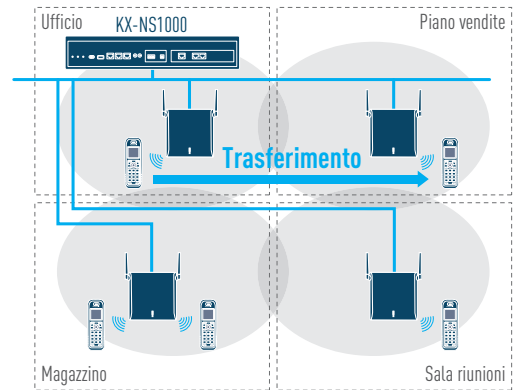 Ufficio
KX-NS1000
Piano vendite
Trasferimento
Magazzino
Sala riunioni